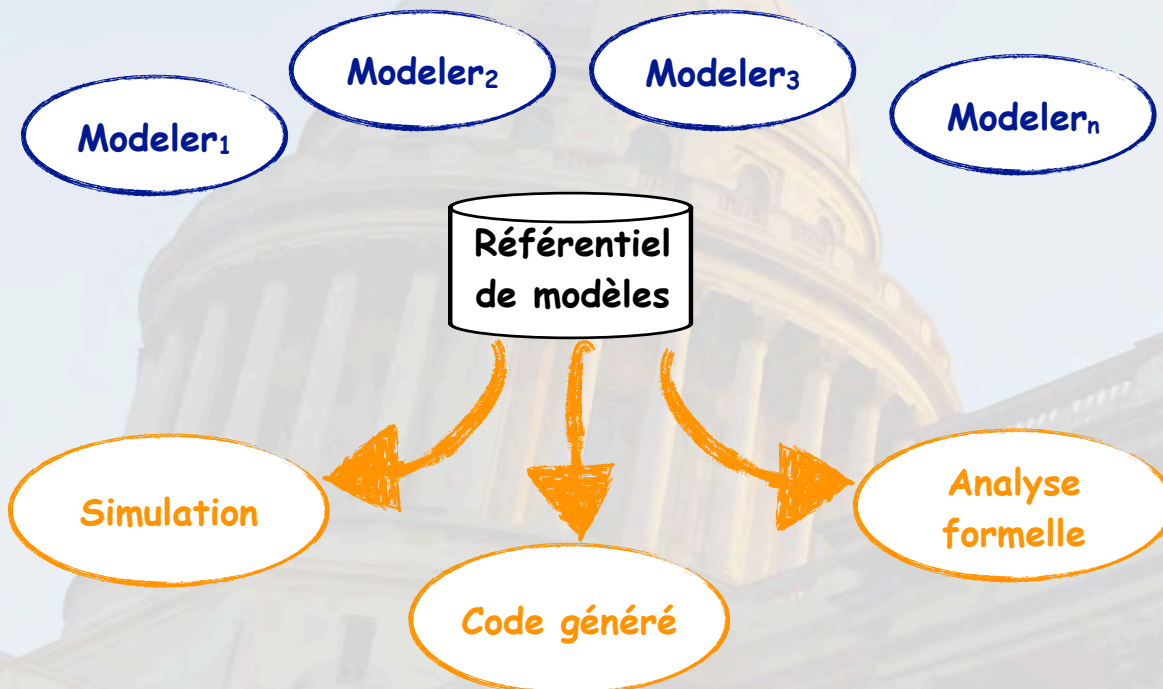 Modeler₁
Modeler₂
Modeler₃
Modelerₙ
Référentiel
de modèles
Simulation
Code généré
Analyse
formelle